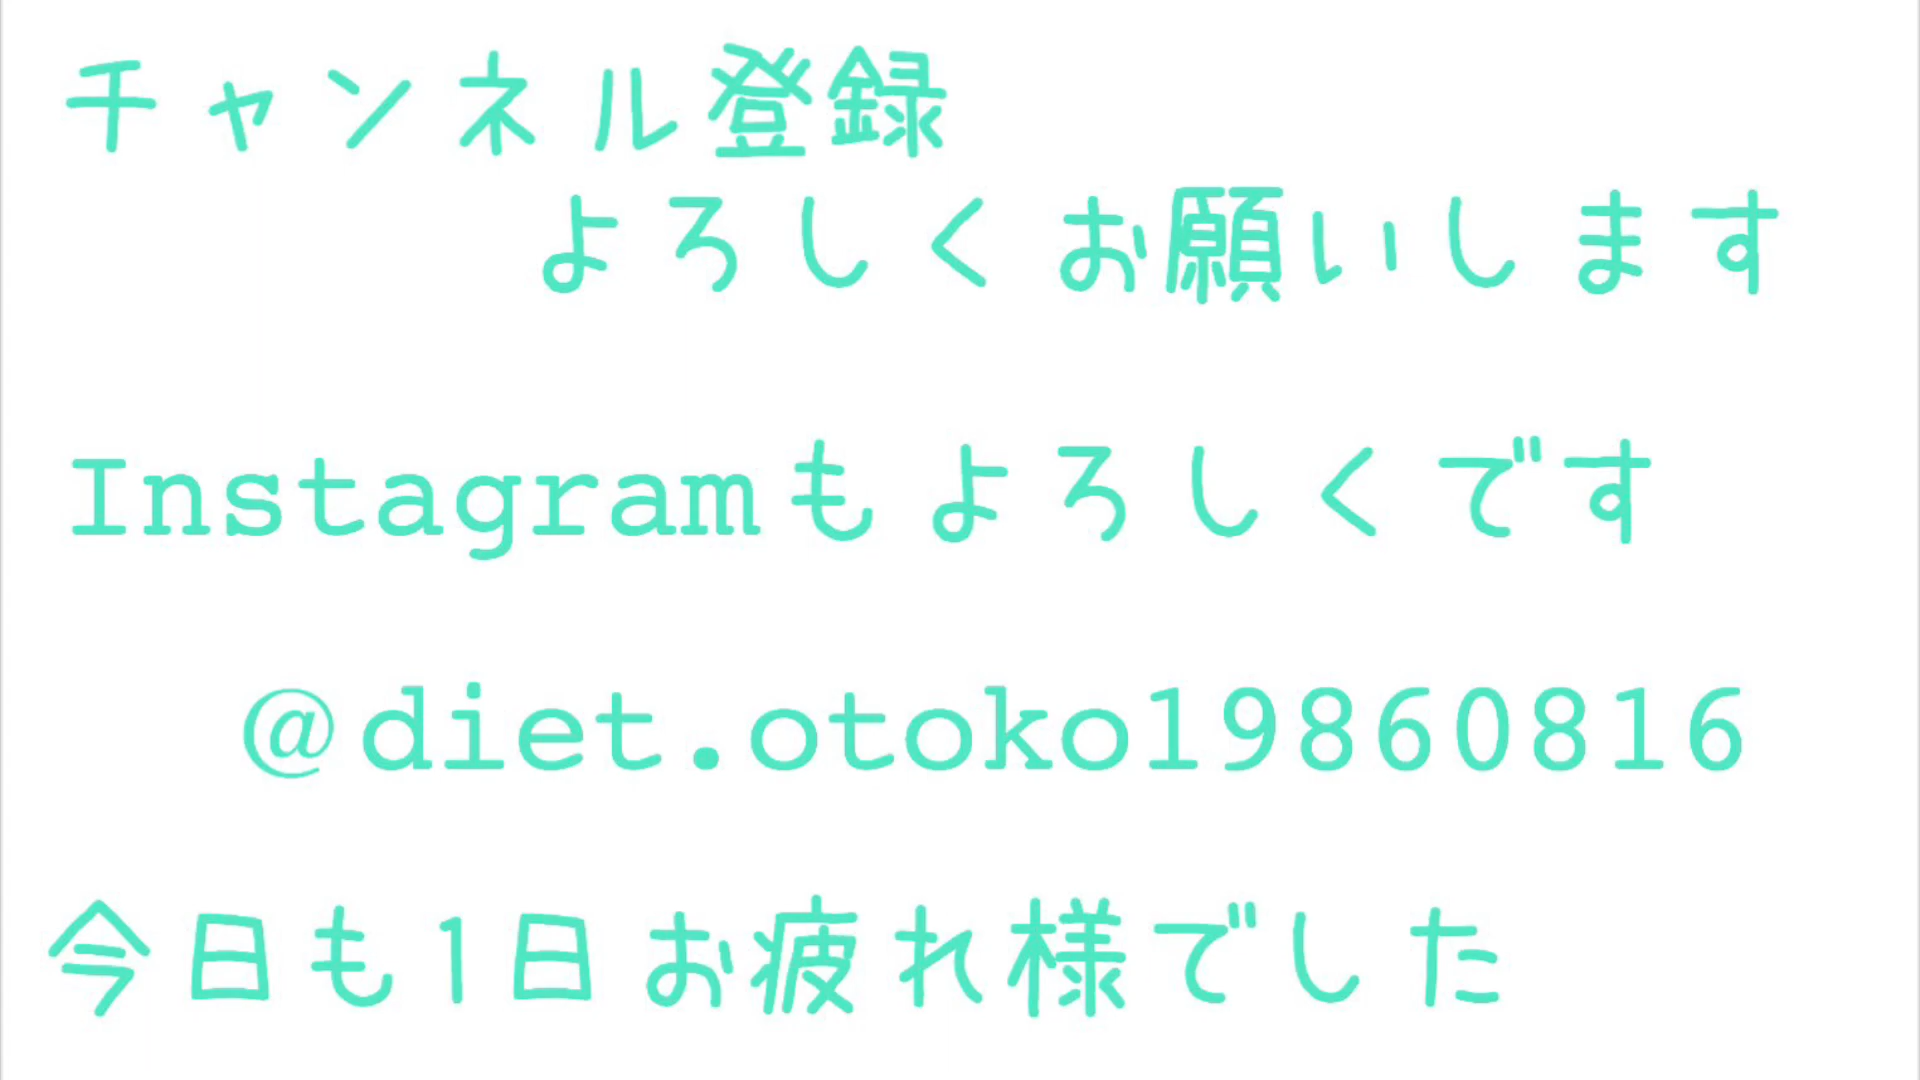 チャンネル登録
よろしくお願いします
Instagramもよろしくです
@diet.otoko19860816
今日も1日お疲れ様でした